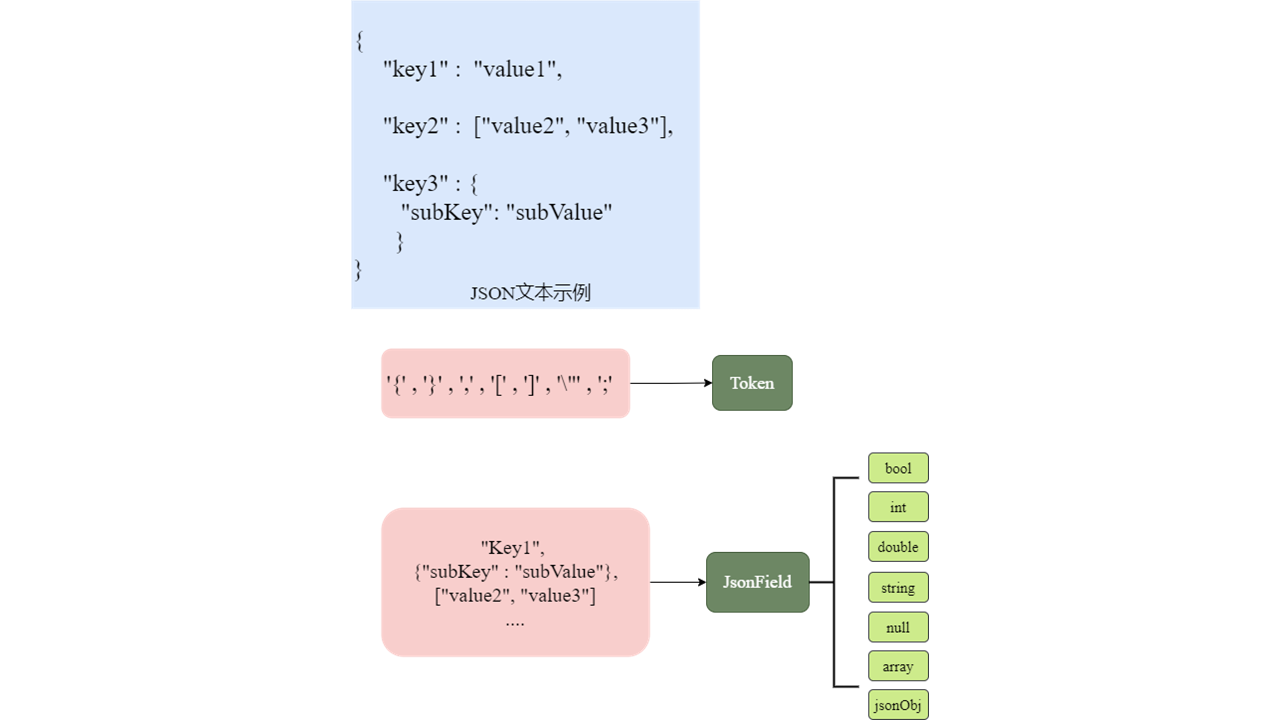 {
"key1" :  "value1",
"key2" :  ["value2", "value3"],
"key3" : {
"subKey": "subValue"
}
}
JSON文本示例
'{' , '}' , ',' , '[' , ']' , '\'" , ';'
Token
"Key1",
{"subKey" : "subValue"},
["value2", "value3"]
....
JsonField
bool
int
double
string
null
array
jsonObj